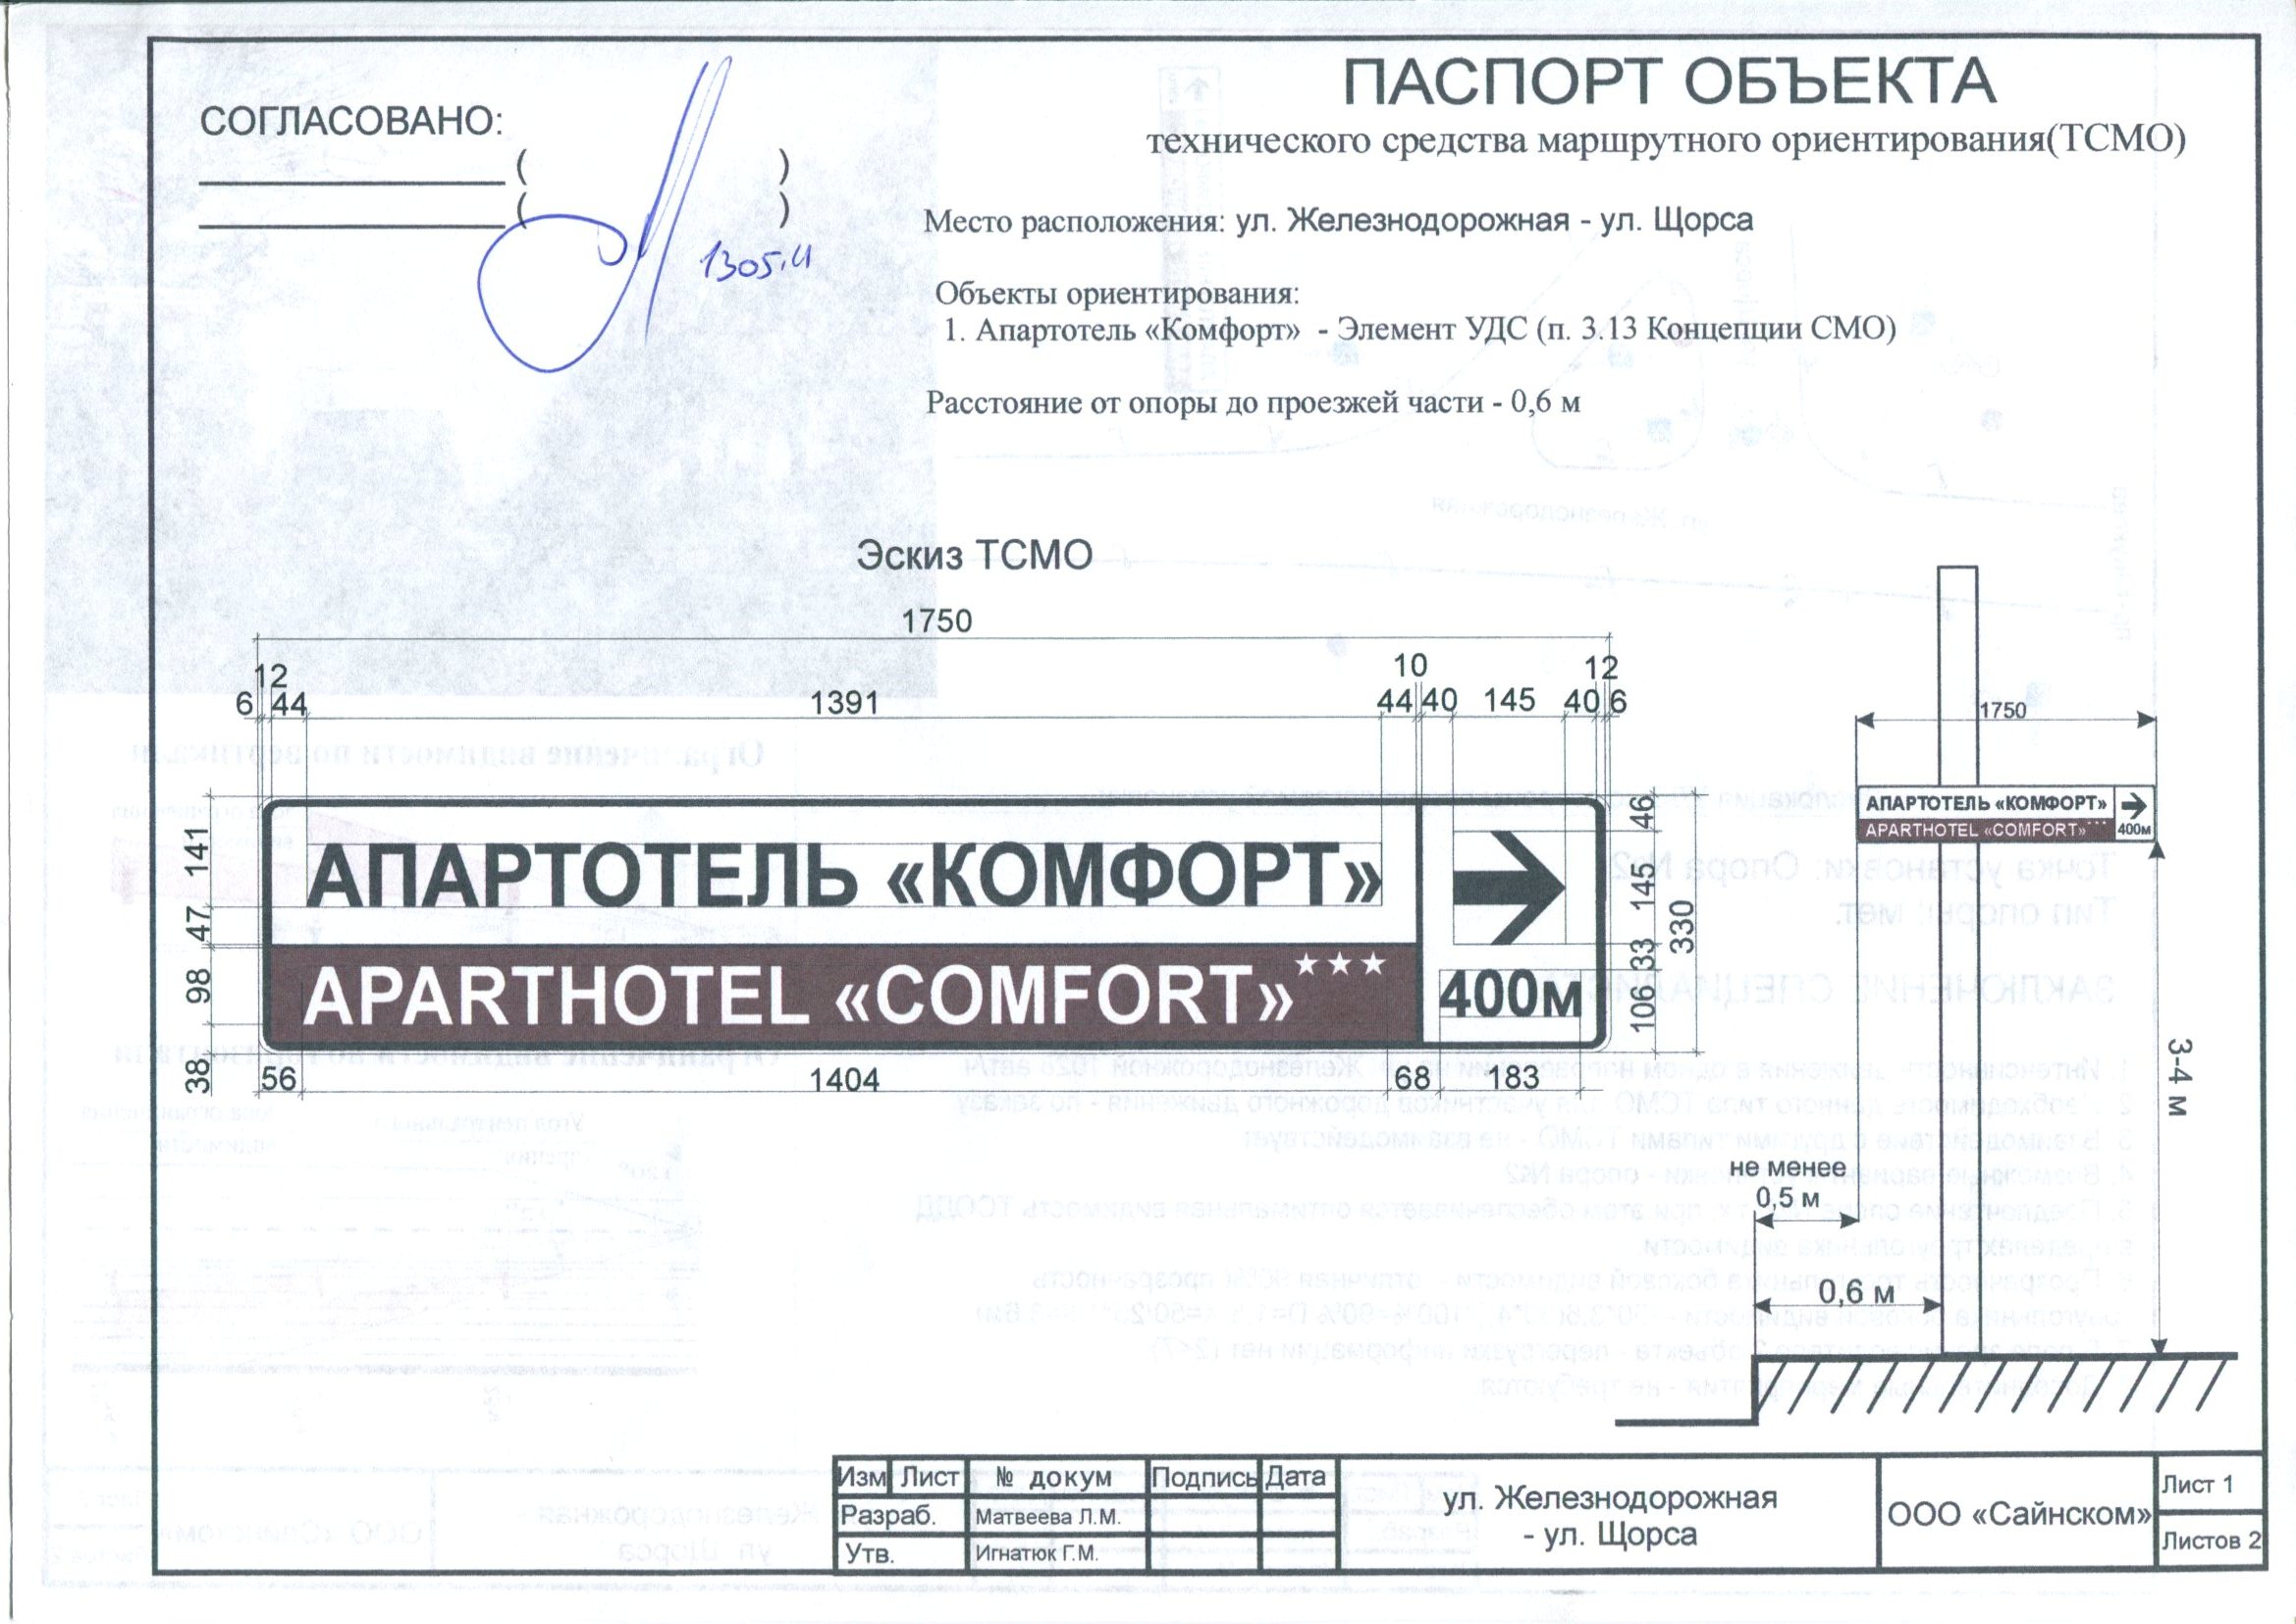 СОГЛАСОВАНО:
( )
( )
1305.11
ПАСПОРТ ОБЪЕКТА
технического средства маршрутного ориентирования(ТСМО)
Место расположения: ул. Железнодорожная - ул. Щорса
Объекты ориентирования:
1. Апартотель «Комфорт» - Элемент УДС (п. 3.13 Концепции СМО)
Расстояние от опоры до проезжей части - 0,6 м
Эскиз ТСМО
1750
12 10 12
6 44 1391 44 40 145 40 6
141 47 98 38
АПАРТОТЕЛЬ «КОМФОРТ»
APARTHOTEL «COMFORT»
400м
46 145 33 106
330
56 1404 68 183
1750
АПАРТОТЕЛЬ «КОМФОРТ»
APARTHOTEL «COMFORT»
400м
3-4 м
не менее
0,5 м
0,6 м
Изм Лист № докум Подпись Дата
Разраб. Матвеева Л.М.
Утв. Игнатюк Г.М.
ул. Железнодорожная
- ул. Щорса
ООО «Сайнском»
Лист 1
Листов 2